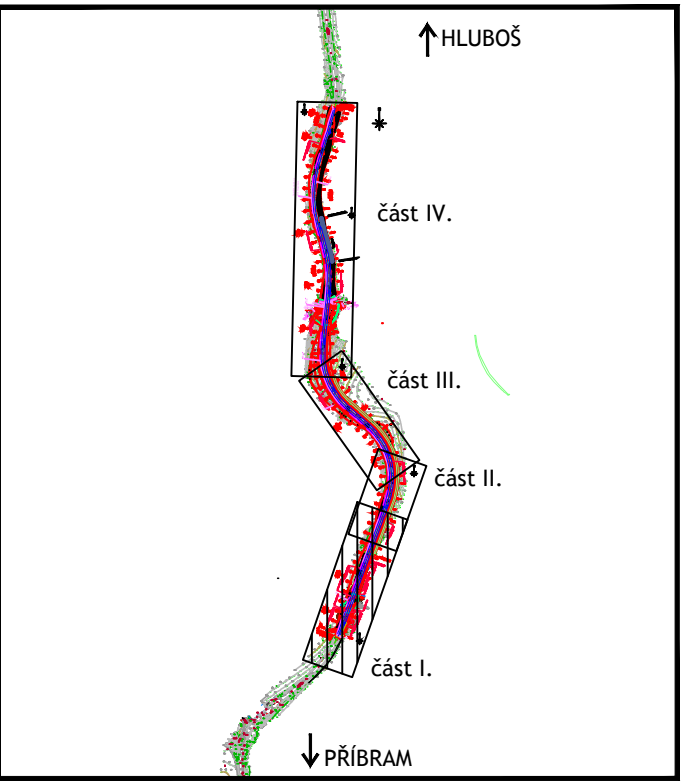 HLUBOŠ
část IV.
část III.
část II.
část I.
PŘÍBRAM